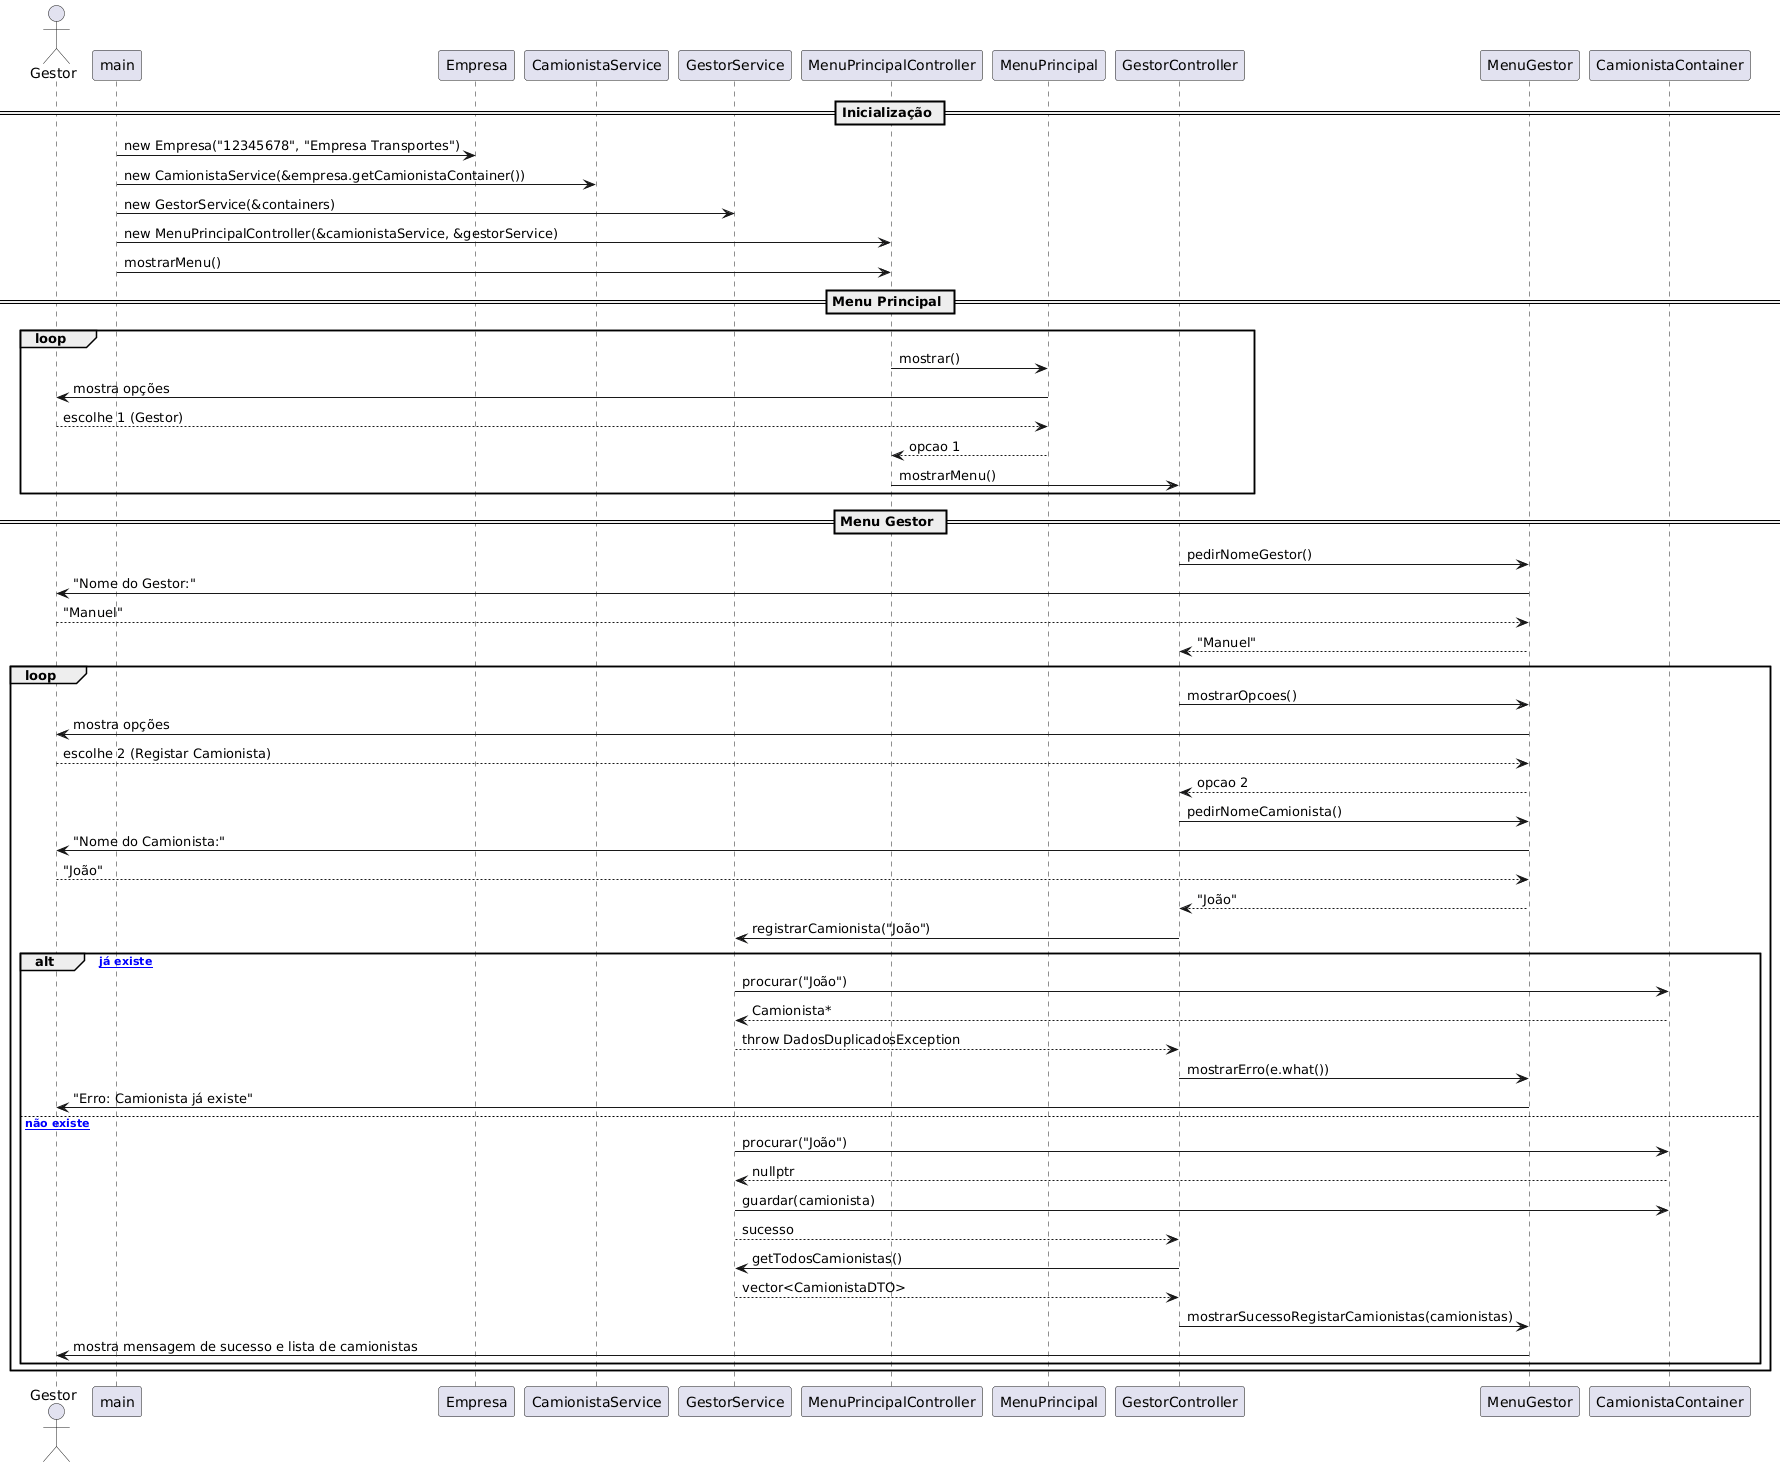 Gestor
main
Empresa
CamionistaService
GestorService
MenuPrincipalController
MenuPrincipal
GestorController
MenuGestor
CamionistaContainer
Inicialização
new Empresa("12345678", "Empresa Transportes")
new CamionistaService(&empresa.getCamionistaContainer())
new GestorService(&containers)
new MenuPrincipalController(&camionistaService, &gestorService)
mostrarMenu()
Menu Principal
loop
mostrar()
mostra opções
escolhe 1 (Gestor)
opcao 1
mostrarMenu()
Menu Gestor
pedirNomeGestor()
"Nome do Gestor:"
"Manuel"
"Manuel"
loop
mostrarOpcoes()
mostra opções
escolhe 2 (Registar Camionista)
opcao 2
pedirNomeCamionista()
"Nome do Camionista:"
"João"
"João"
registrarCamionista("João")
alt
já existe
procurar("João")
Camionista*
throw DadosDuplicadosException
mostrarErro(e.what())
"Erro: Camionista já existe"
não existe
procurar("João")
nullptr
guardar(camionista)
sucesso
getTodosCamionistas()
vector<CamionistaDTO>
mostrarSucessoRegistarCamionistas(camionistas)
mostra mensagem de sucesso e lista de camionistas
Gestor
main
Empresa
CamionistaService
GestorService
MenuPrincipalController
MenuPrincipal
GestorController
MenuGestor
CamionistaContainer